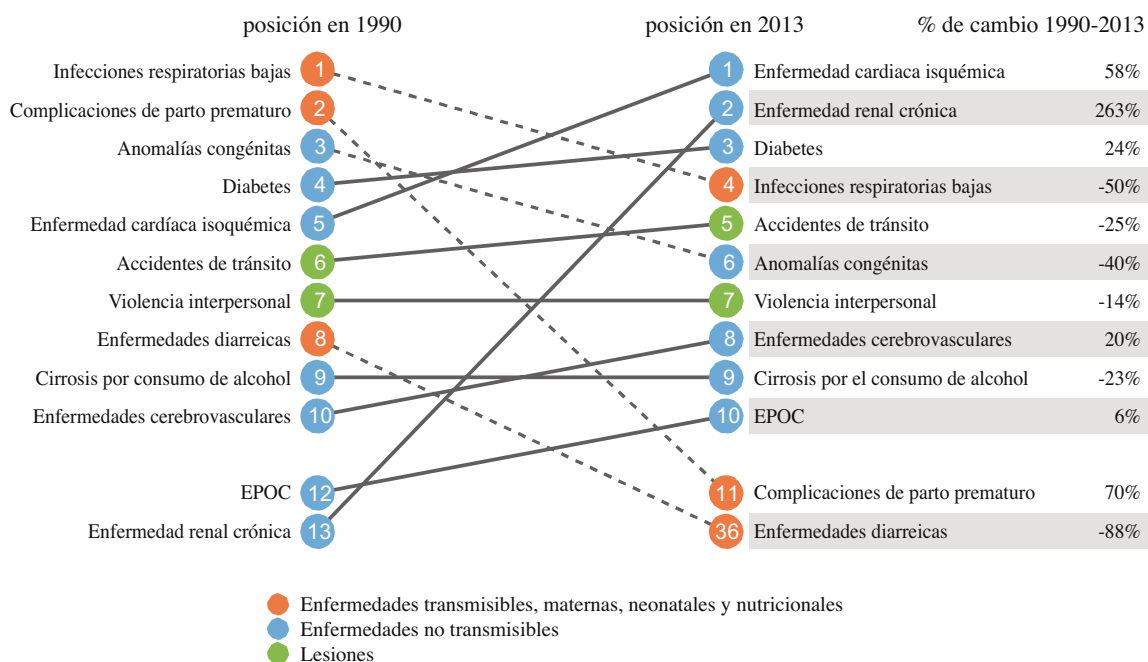 posición en 1990 posición en 2013 % de cambio 1990-2013
Infecciones respiratorias bajas 1 1 Enfermedad cardiaca isquémica 58%
Complicaciones de parto prematuro 2 2 Enfermedad renal crónica 263%
Anomalías congénitas 3 3 Diabetes 24%
Diabetes 4 4 Infecciones respiratorias bajas -50%
Enfermedad cardíaca isoquémica 5 5 Accidentes de tránsito -25%
Accidentes de tránsito 6 6 Anomalías congénitas -40%
Violencia interpersonal 7 7 Violencia interpersonal -14%
Enfermedades diarreicas 8 8 Enfermedades cerebrovasculares 20%
Cirrosis por consumo de alcohol 9 9 Cirrosis por el consumo de alcohol -23%
Enfermedades cerebrovasculares 10 10 EPOC 6%
EPOC 12 11 Complicaciones de parto prematuro 70%
Enfermedad renal crónica 13 36 Enfermedades diarreicas -88%
Enfermedades transmisibles, maternas, neonatales y nutricionales
Enfermedades no transmisibles
Lesiones